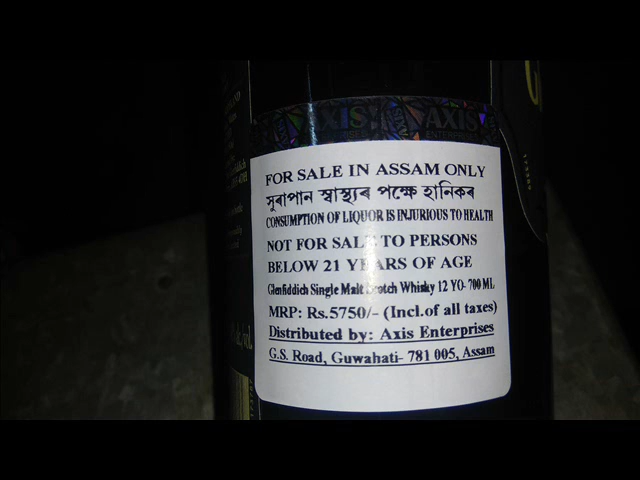 AXIS AXIS
ENTERPRISES
FOR SALE IN ASSAM ONLY
সুৰাপান স্বাস্থ্যৰ পক্ষে হানিকৰ
CONSUMPTION OF LIQUOR IS INJURIOUS TO HEALTH
NOT FOR SALE TO PERSONS
BELOW 21 YEARS OF AGE
Glenfiddich Single Malt Scotch Whisky 12 YO- 700 ML
MRP: Rs.5750/- (Incl.of all taxes)
Distributed by: Axis Enterprises
G.S. Road, Guwahati- 781 005, Assam